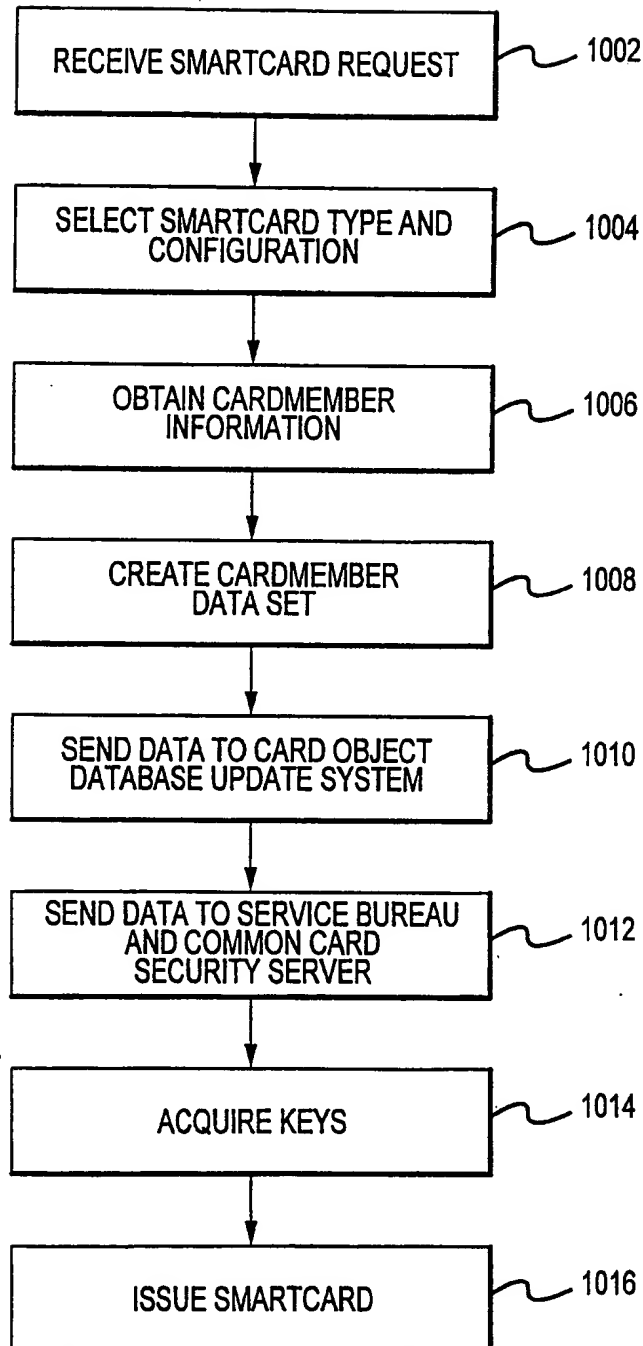 RECEIVE SMARTCARD REQUEST
1002
SELECT SMARTCARD TYPE AND
CONFIGURATION
1004
OBTAIN CARDMEMBER
INFORMATION
1006
CREATE CARDMEMBER
DATA SET
1008
SEND DATA TO CARD OBJECT
DATABASE UPDATE SYSTEM
1010
SEND DATA TO SERVICE BUREAU
AND COMMON CARD
SECURITY SERVER
1012
ACQUIRE KEYS
1014
ISSUE SMARTCARD
1016